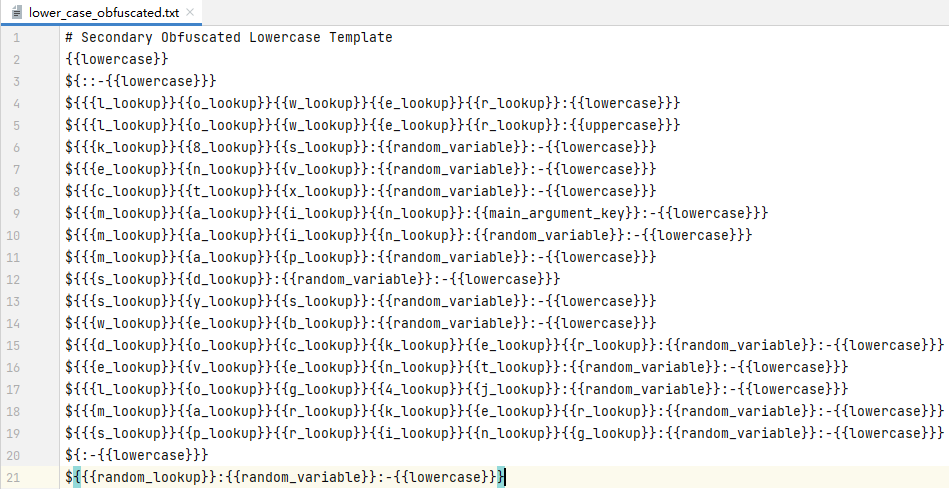 lower_case_obfuscated.txt
1 # Secondary Obfuscated Lowercase Template
2 {{lowercase}}
3 ${::-{{lowercase}}}
4 ${{{l_lookup}}{{o_lookup}}{{w_lookup}}{{e_lookup}}{{r_lookup}}:{{lowercase}}}
5 ${{{l_lookup}}{{o_lookup}}{{w_lookup}}{{e_lookup}}{{r_lookup}}:{{uppercase}}}
6 ${{{k_lookup}}{{8_lookup}}{{s_lookup}}:{{random_variable}}:-{{lowercase}}}
7 ${{{e_lookup}}{{n_lookup}}{{v_lookup}}:{{random_variable}}:-{{lowercase}}}
8 ${{{c_lookup}}{{t_lookup}}{{x_lookup}}:{{random_variable}}:-{{lowercase}}}
9 ${{{m_lookup}}{{a_lookup}}{{i_lookup}}{{n_lookup}}:{{main_argument_key}}:-{{lowercase}}}
10 ${{{m_lookup}}{{a_lookup}}{{i_lookup}}{{n_lookup}}:{{random_variable}}:-{{lowercase}}}
11 ${{{m_lookup}}{{a_lookup}}{{p_lookup}}:{{random_variable}}:-{{lowercase}}}
12 ${{{s_lookup}}{{d_lookup}}:{{random_variable}}:-{{lowercase}}}
13 ${{{s_lookup}}{{y_lookup}}{{s_lookup}}:{{random_variable}}:-{{lowercase}}}
14 ${{{w_lookup}}{{e_lookup}}{{b_lookup}}:{{random_variable}}:-{{lowercase}}}
15 ${{{d_lookup}}{{o_lookup}}{{c_lookup}}{{k_lookup}}{{e_lookup}}{{r_lookup}}:{{random_variable}}:-{{lowercase}}}
16 ${{{e_lookup}}{{v_lookup}}{{e_lookup}}{{n_lookup}}{{t_lookup}}:{{random_variable}}:-{{lowercase}}}
17 ${{{l_lookup}}{{o_lookup}}{{g_lookup}}{{4_lookup}}{{j_lookup}}:{{random_variable}}:-{{lowercase}}}
18 ${{{m_lookup}}{{a_lookup}}{{r_lookup}}{{k_lookup}}{{e_lookup}}{{r_lookup}}:{{random_variable}}:-{{lowercase}}}
19 ${{{s_lookup}}{{p_lookup}}{{r_lookup}}{{i_lookup}}{{n_lookup}}{{g_lookup}}:{{random_variable}}:-{{lowercase}}}
20 ${:-{{lowercase}}}
21 ${{{random_lookup}}:{{random_variable}}:-{{lowercase}}}